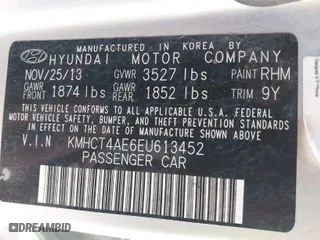 MANUFACTURED IN KOREA BY
HYUNDAI MOTOR COMPANY
NOV/25/13 GVWR 3527 lbs PAINT RHM
GAWR FRONT 1874 lbs GAWR REAR 1852 lbs TRIM 9Y
THIS VEHICLE CONFORMS TO ALL APPLICABLE U.S. FEDERAL MOTOR
VEHICLE SAFETY, BUMPER, AND THEFT PREVENTION STANDARDS
IN EFFECT ON THE DATE OF MANUFACTURE SHOWN ABOVE.
V.I.N KMHCT4AE6EU613452
PASSENGER CAR
DEALERSHIP.CC